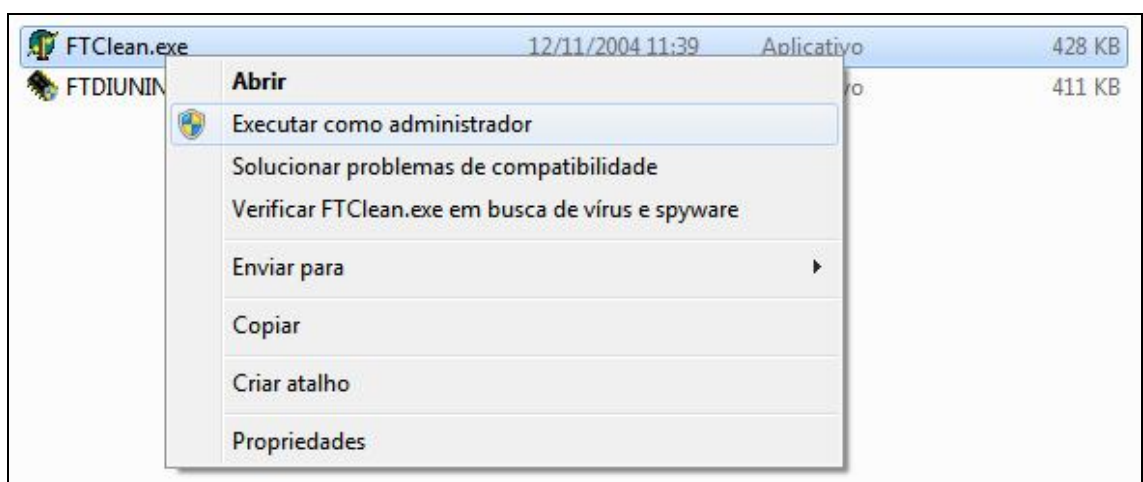 FTClean.exe 12/11/2004 11:39 Aplicativo 428 KB
FTDIUNIN 411 KB
Abrir
Executar como administrador
Solucionar problemas de compatibilidade
Verificar FTClean.exe em busca de vírus e spyware
Enviar para
Copiar
Criar atalho
Propriedades